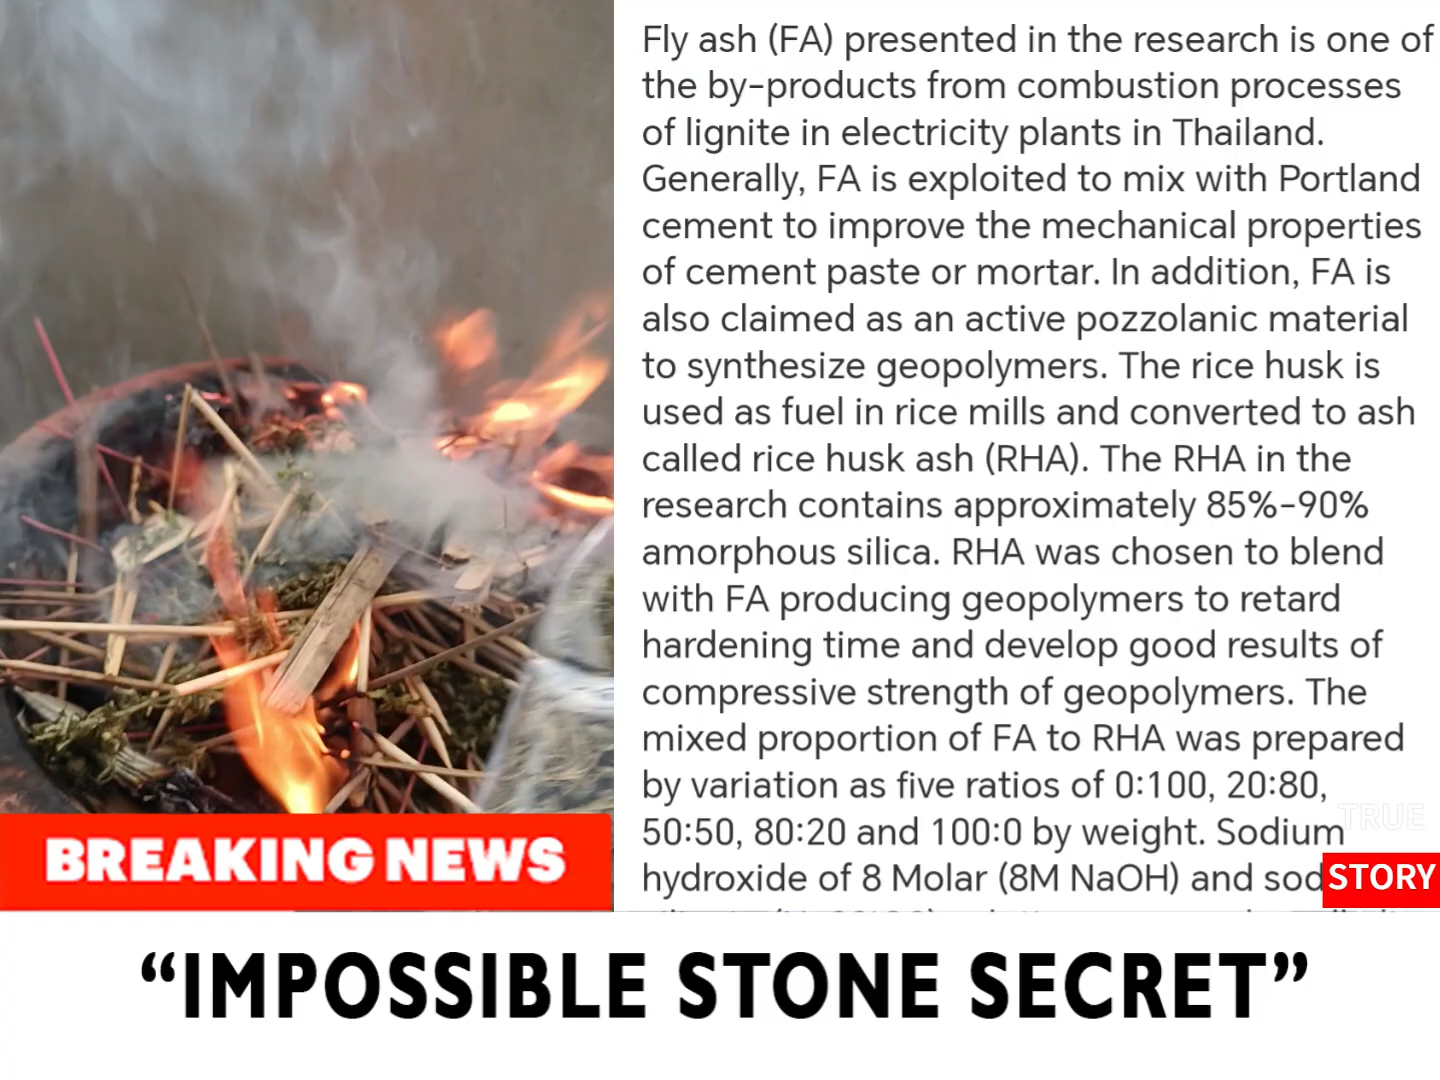 Fly ash (FA) presented in the research is one of
the by-products from combustion processes
of lignite in electricity plants in Thailand.
Generally, FA is exploited to mix with Portland
cement to improve the mechanical properties
of cement paste or mortar. In addition, FA is
also claimed as an active pozzolanic material
to synthesize geopolymers. The rice husk is
used as fuel in rice mills and converted to ash
called rice husk ash (RHA). The RHA in the
research contains approximately 85%-90%
amorphous silica. RHA was chosen to blend
with FA producing geopolymers to retard
hardening time and develop good results of
compressive strength of geopolymers. The
mixed proportion of FA to RHA was prepared
by variation as five ratios of 0:100, 20:80,
50:50, 80:20 and 100:0 by weight. Sodium
hydroxide of 8 Molar (8M NaOH) and sod
TRUE
STORY
BREAKING NEWS
“IMPOSSIBLE STONE SECRET”